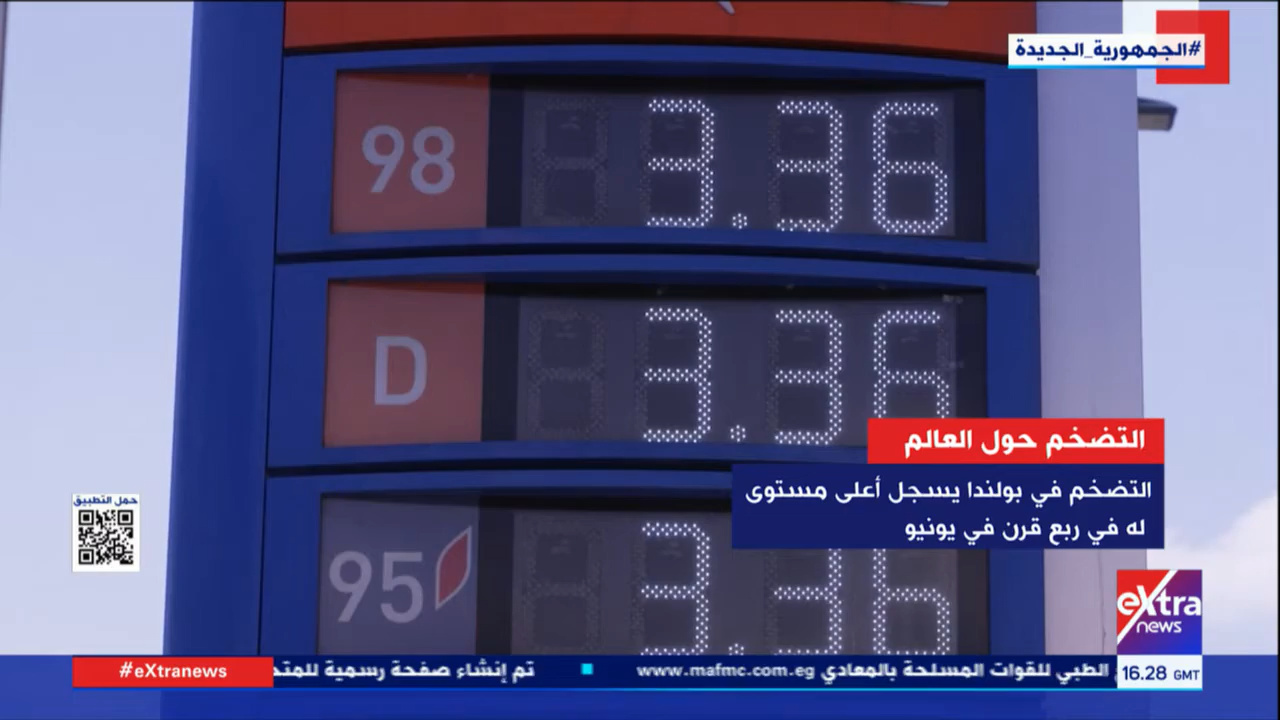 #الجمهورية_الجديدة
98
3.36
D
3.36
التضخم حول العالم
التضخم في بولندا يسجل أعلى مستوى
له في ربع قرن في يونيو
حمل التطبيق
95
3.36
eXtra
news
#eXtranews
الطبي للقوات المسلحة بالمعادي www.mafmc.com.eg
تم إنشاء صفحة رسمية
16.28 GMT